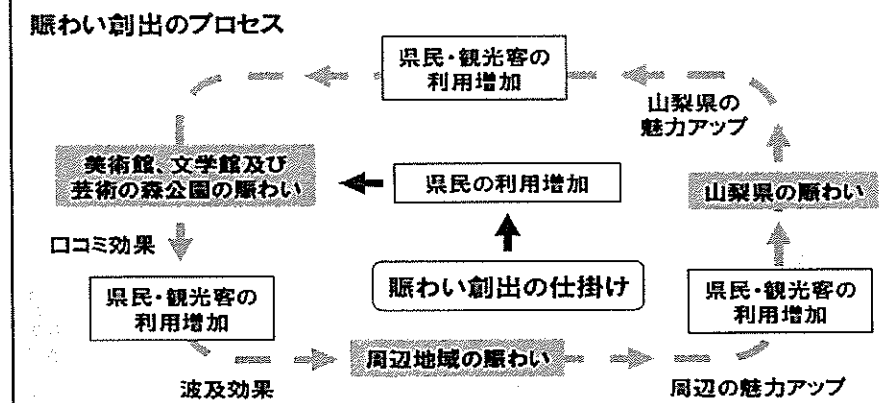 賑わい創出のプロセス
県民・観光客の
利用増加
山梨県の
魅力アップ
美術館、文学館及び
芸術の森公園の賑わい
県民の利用増加
山梨県の賑わい
口コミ効果
賑わい創出の仕掛け
県民・観光客の
利用増加
県民・観光客の
利用増加
周辺地域の賑わい
波及効果
周辺の魅力アップ